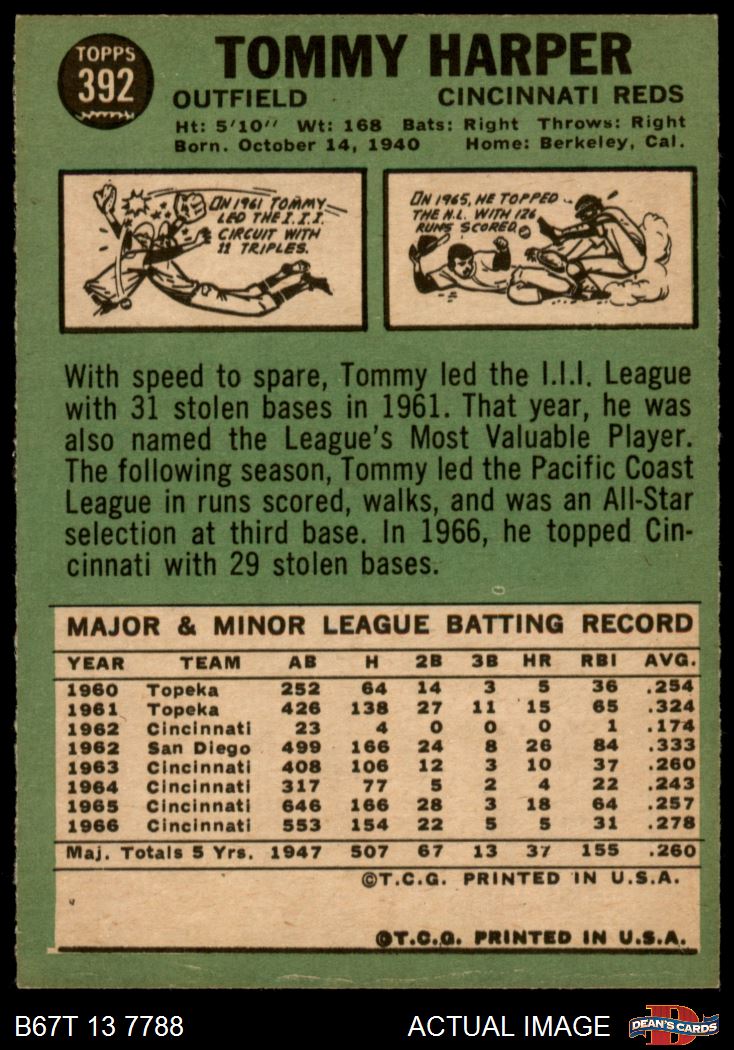 TOPPS
392
TOMMY HARPER
OUTFIELD CINCINNATI REDS
Ht: 5'10" Wt: 168 Bats: Right Throws: Right
Born. October 14, 1940 Home: Berkeley, Cal.
ON 1961 TOMMY
LED THE I.I.I.
CIRCUIT WITH
11 TRIPLES.
ON 1965, HE TOPPED
THE N.L. WITH 126
RUNS SCORED.
With speed to spare, Tommy led the I.I.I. League
with 31 stolen bases in 1961. That year, he was
also named the League's Most Valuable Player.
The following season, Tommy led the Pacific Coast
League in runs scored, walks, and was an All-Star
selection at third base. In 1966, he topped Cin-
cinnati with 29 stolen bases.
MAJOR & MINOR LEAGUE BATTING RECORD
YEAR TEAM AB H 2B 3B HR RBI AVG.
1960 Topeka 252 64 14 3 5 36 .254
1961 Topeka 426 138 27 11 15 65 .324
1962 Cincinnati 23 4 0 0 0 1 .174
1962 San Diego 499 166 24 8 26 84 .333
1963 Cincinnati 408 106 12 3 10 37 .260
1964 Cincinnati 317 77 5 2 4 22 .243
1965 Cincinnati 646 166 28 3 18 64 .257
1966 Cincinnati 553 154 22 5 5 31 .278
Maj. Totals 5 Yrs. 1947 507 67 13 37 155 .260
©T.C.G. PRINTED IN U.S.A.
©T.C.G. PRINTED IN U.S.A.
B67T 13 7788 ACTUAL IMAGE
D
DEAN'S CARDS